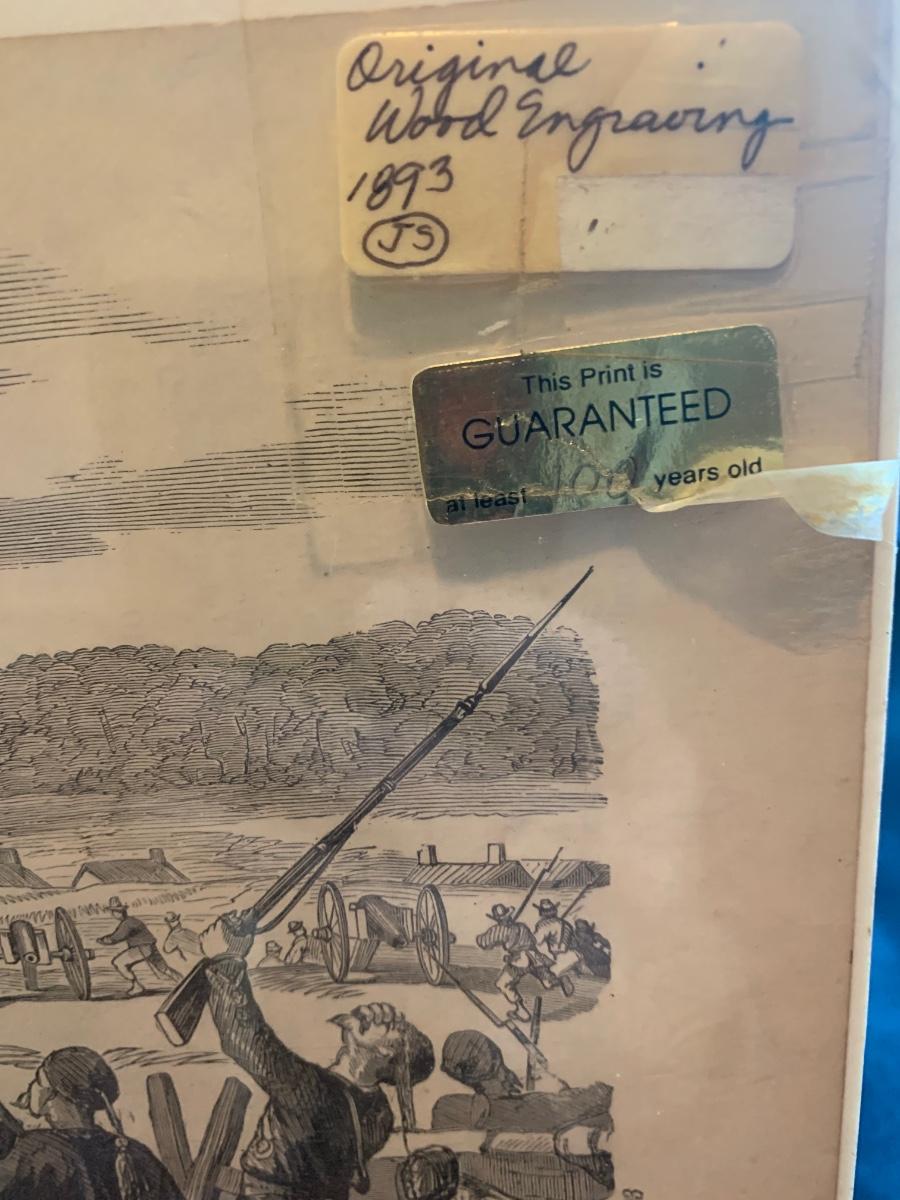 Original
Wood Engraving
1893
JS
This Print is
GUARANTEED
at least 100 years old